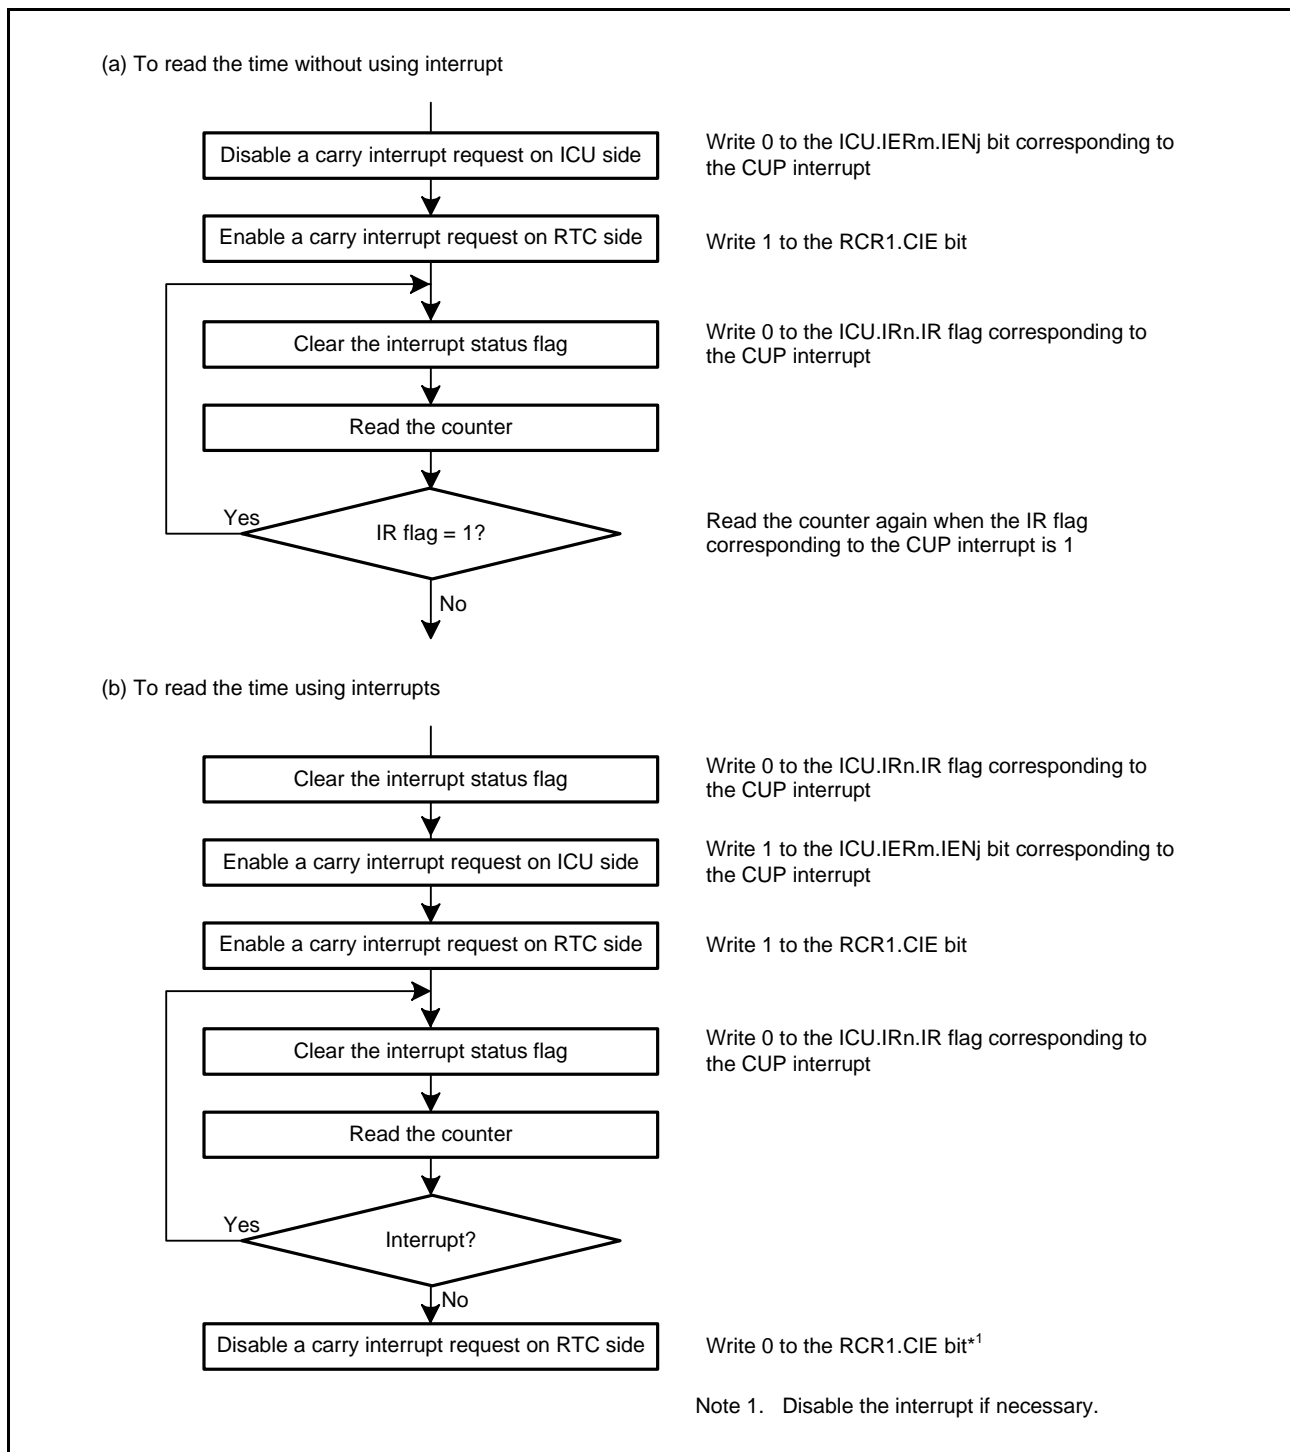 (a) To read the time without using interrupt
Disable a carry interrupt request on ICU side
Write 0 to the ICU.IERm.IENj bit corresponding to
the CUP interrupt
Enable a carry interrupt request on RTC side
Write 1 to the RCR1.CIE bit
Clear the interrupt status flag
Write 0 to the ICU.IRn.IR flag corresponding to
the CUP interrupt
Read the counter
Yes
IR flag = 1?
Read the counter again when the IR flag
corresponding to the CUP interrupt is 1
No
(b) To read the time using interrupts
Clear the interrupt status flag
Write 0 to the ICU.IRn.IR flag corresponding to
the CUP interrupt
Enable a carry interrupt request on ICU side
Write 1 to the ICU.IERm.IENj bit corresponding to
the CUP interrupt
Enable a carry interrupt request on RTC side
Write 1 to the RCR1.CIE bit
Clear the interrupt status flag
Write 0 to the ICU.IRn.IR flag corresponding to
the CUP interrupt
Read the counter
Yes
Interrupt?
No
Disable a carry interrupt request on RTC side
Write 0 to the RCR1.CIE bit*1
Note 1. Disable the interrupt if necessary.